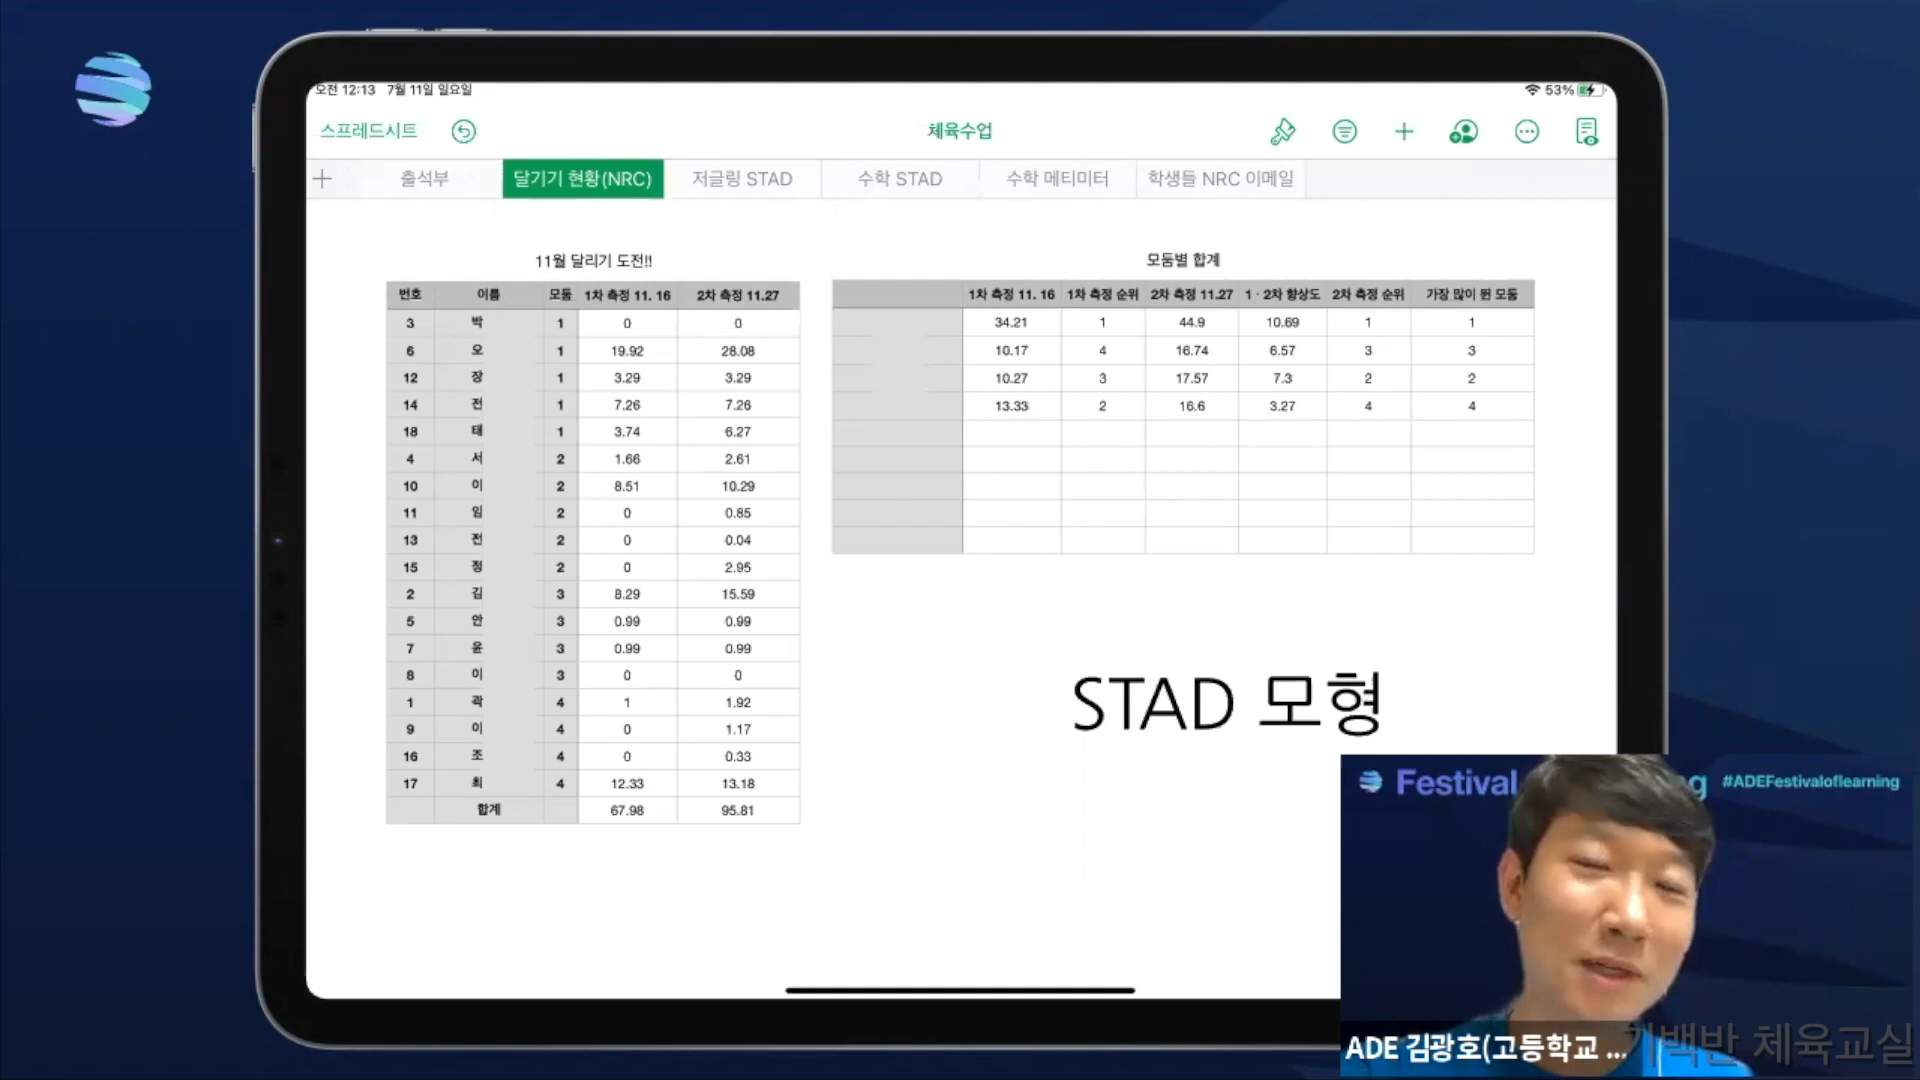 오전 12:13 7월 11일 일요일
53%
스프레드시트
체육수업
출석부
달기기 현황(NRC)
저글링 STAD
수학 STAD
수학 메티미터
학생들 NRC 이메일
11월 달리기 도전!!
번호 이름 모둠 1차 측정 11. 16 2차 측정 11.27
3 박 1 0 0
6 오 1 19.92 28.08
12 장 1 3.29 3.29
14 전 1 7.26 7.26
18 태 1 3.74 6.27
4 서 2 1.66 2.61
10 이 2 8.51 10.29
11 임 2 0 0.85
13 전 2 0 0.04
15 정 2 0 2.95
2 김 3 8.29 15.59
5 안 3 0.99 0.99
7 윤 3 0.99 0.99
8 이 3 0 0
1 곽 4 1 1.92
9 이 4 0 1.17
16 조 4 0 0.33
17 최 4 12.33 13.18
합계 67.98 95.81
모둠별 합계
1차 측정 11. 16 1차 측정 순위 2차 측정 11.27 1 · 2차 향상도 2차 측정 순위 가장 많이 뛴 모둠
34.21 1 44.9 10.69 1 1
10.17 4 16.74 6.57 3 3
10.27 3 17.57 7.3 2 2
13.33 2 16.6 3.27 4 4
STAD 모형
Festival
#ADEFestivaloflearning
ADE 김광호(고등학교 ...
기백반 체육교실